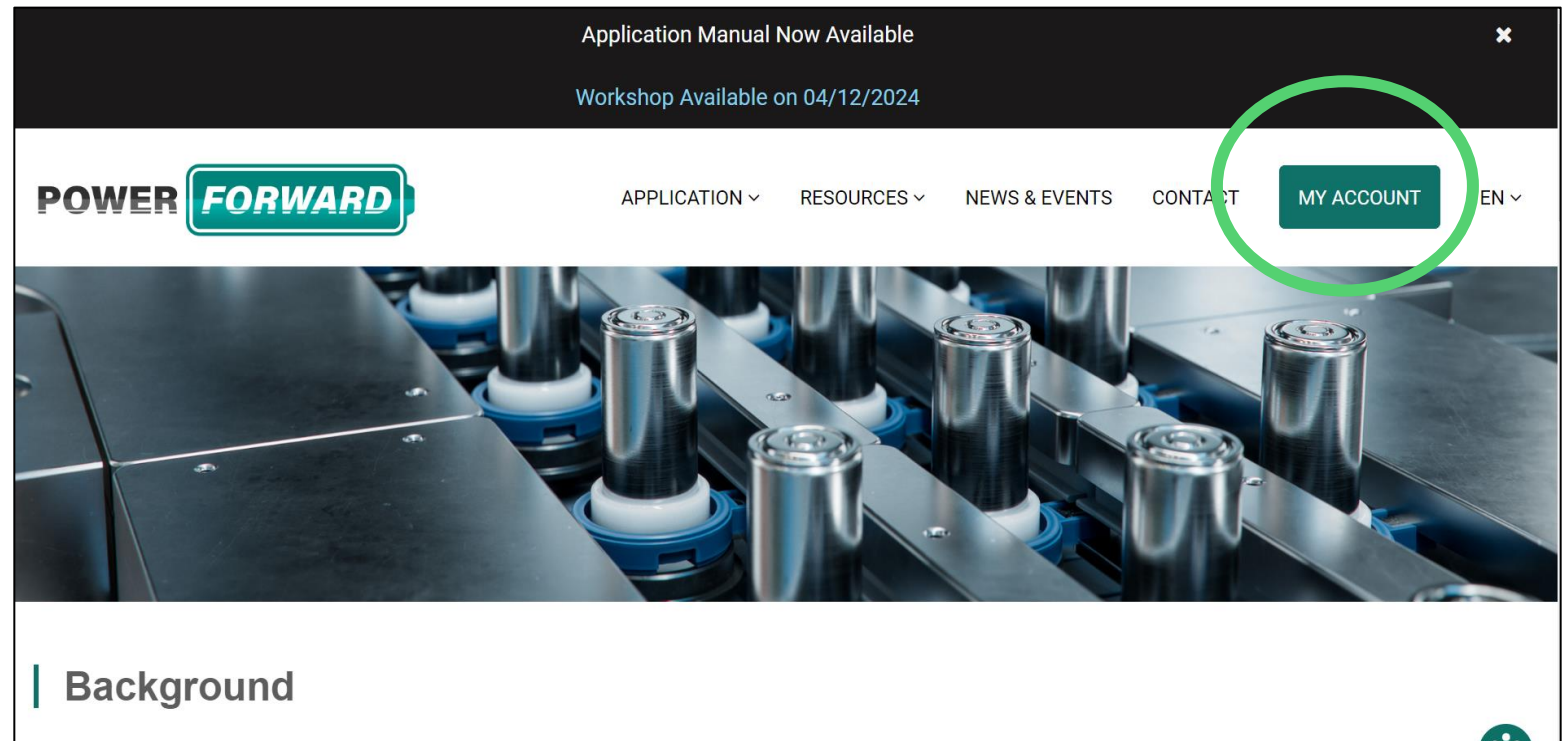 Application Manual Now Available
Workshop Available on 04/12/2024
POWER FORWARD
APPLICATION RESOURCES NEWS & EVENTS CONTACT MY ACCOUNT EN
Background